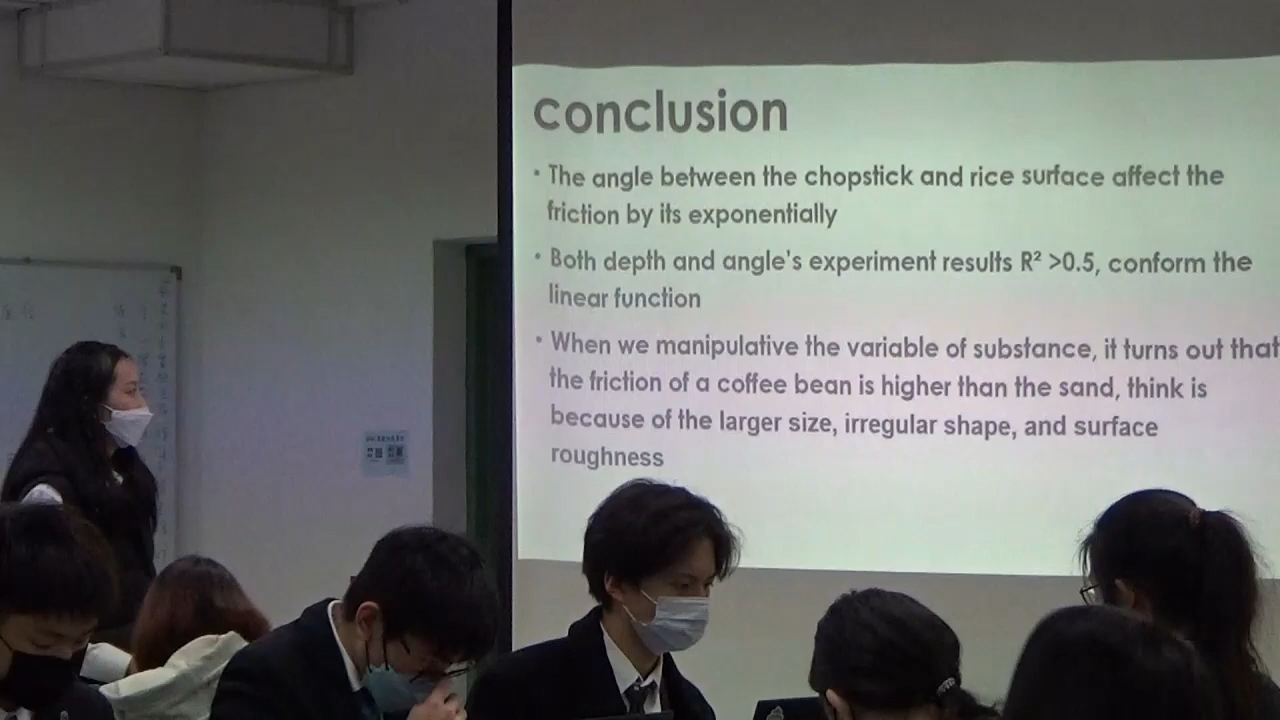 conclusion
• The angle between the chopstick and rice surface affect the
friction by its exponentially
• Both depth and angle's experiment results R² >0.5, conform the
linear function
• When we manipulative the variable of substance, it turns out that
the friction of a coffee bean is higher than the sand, think is
because of the larger size, irregular shape, and surface
roughness